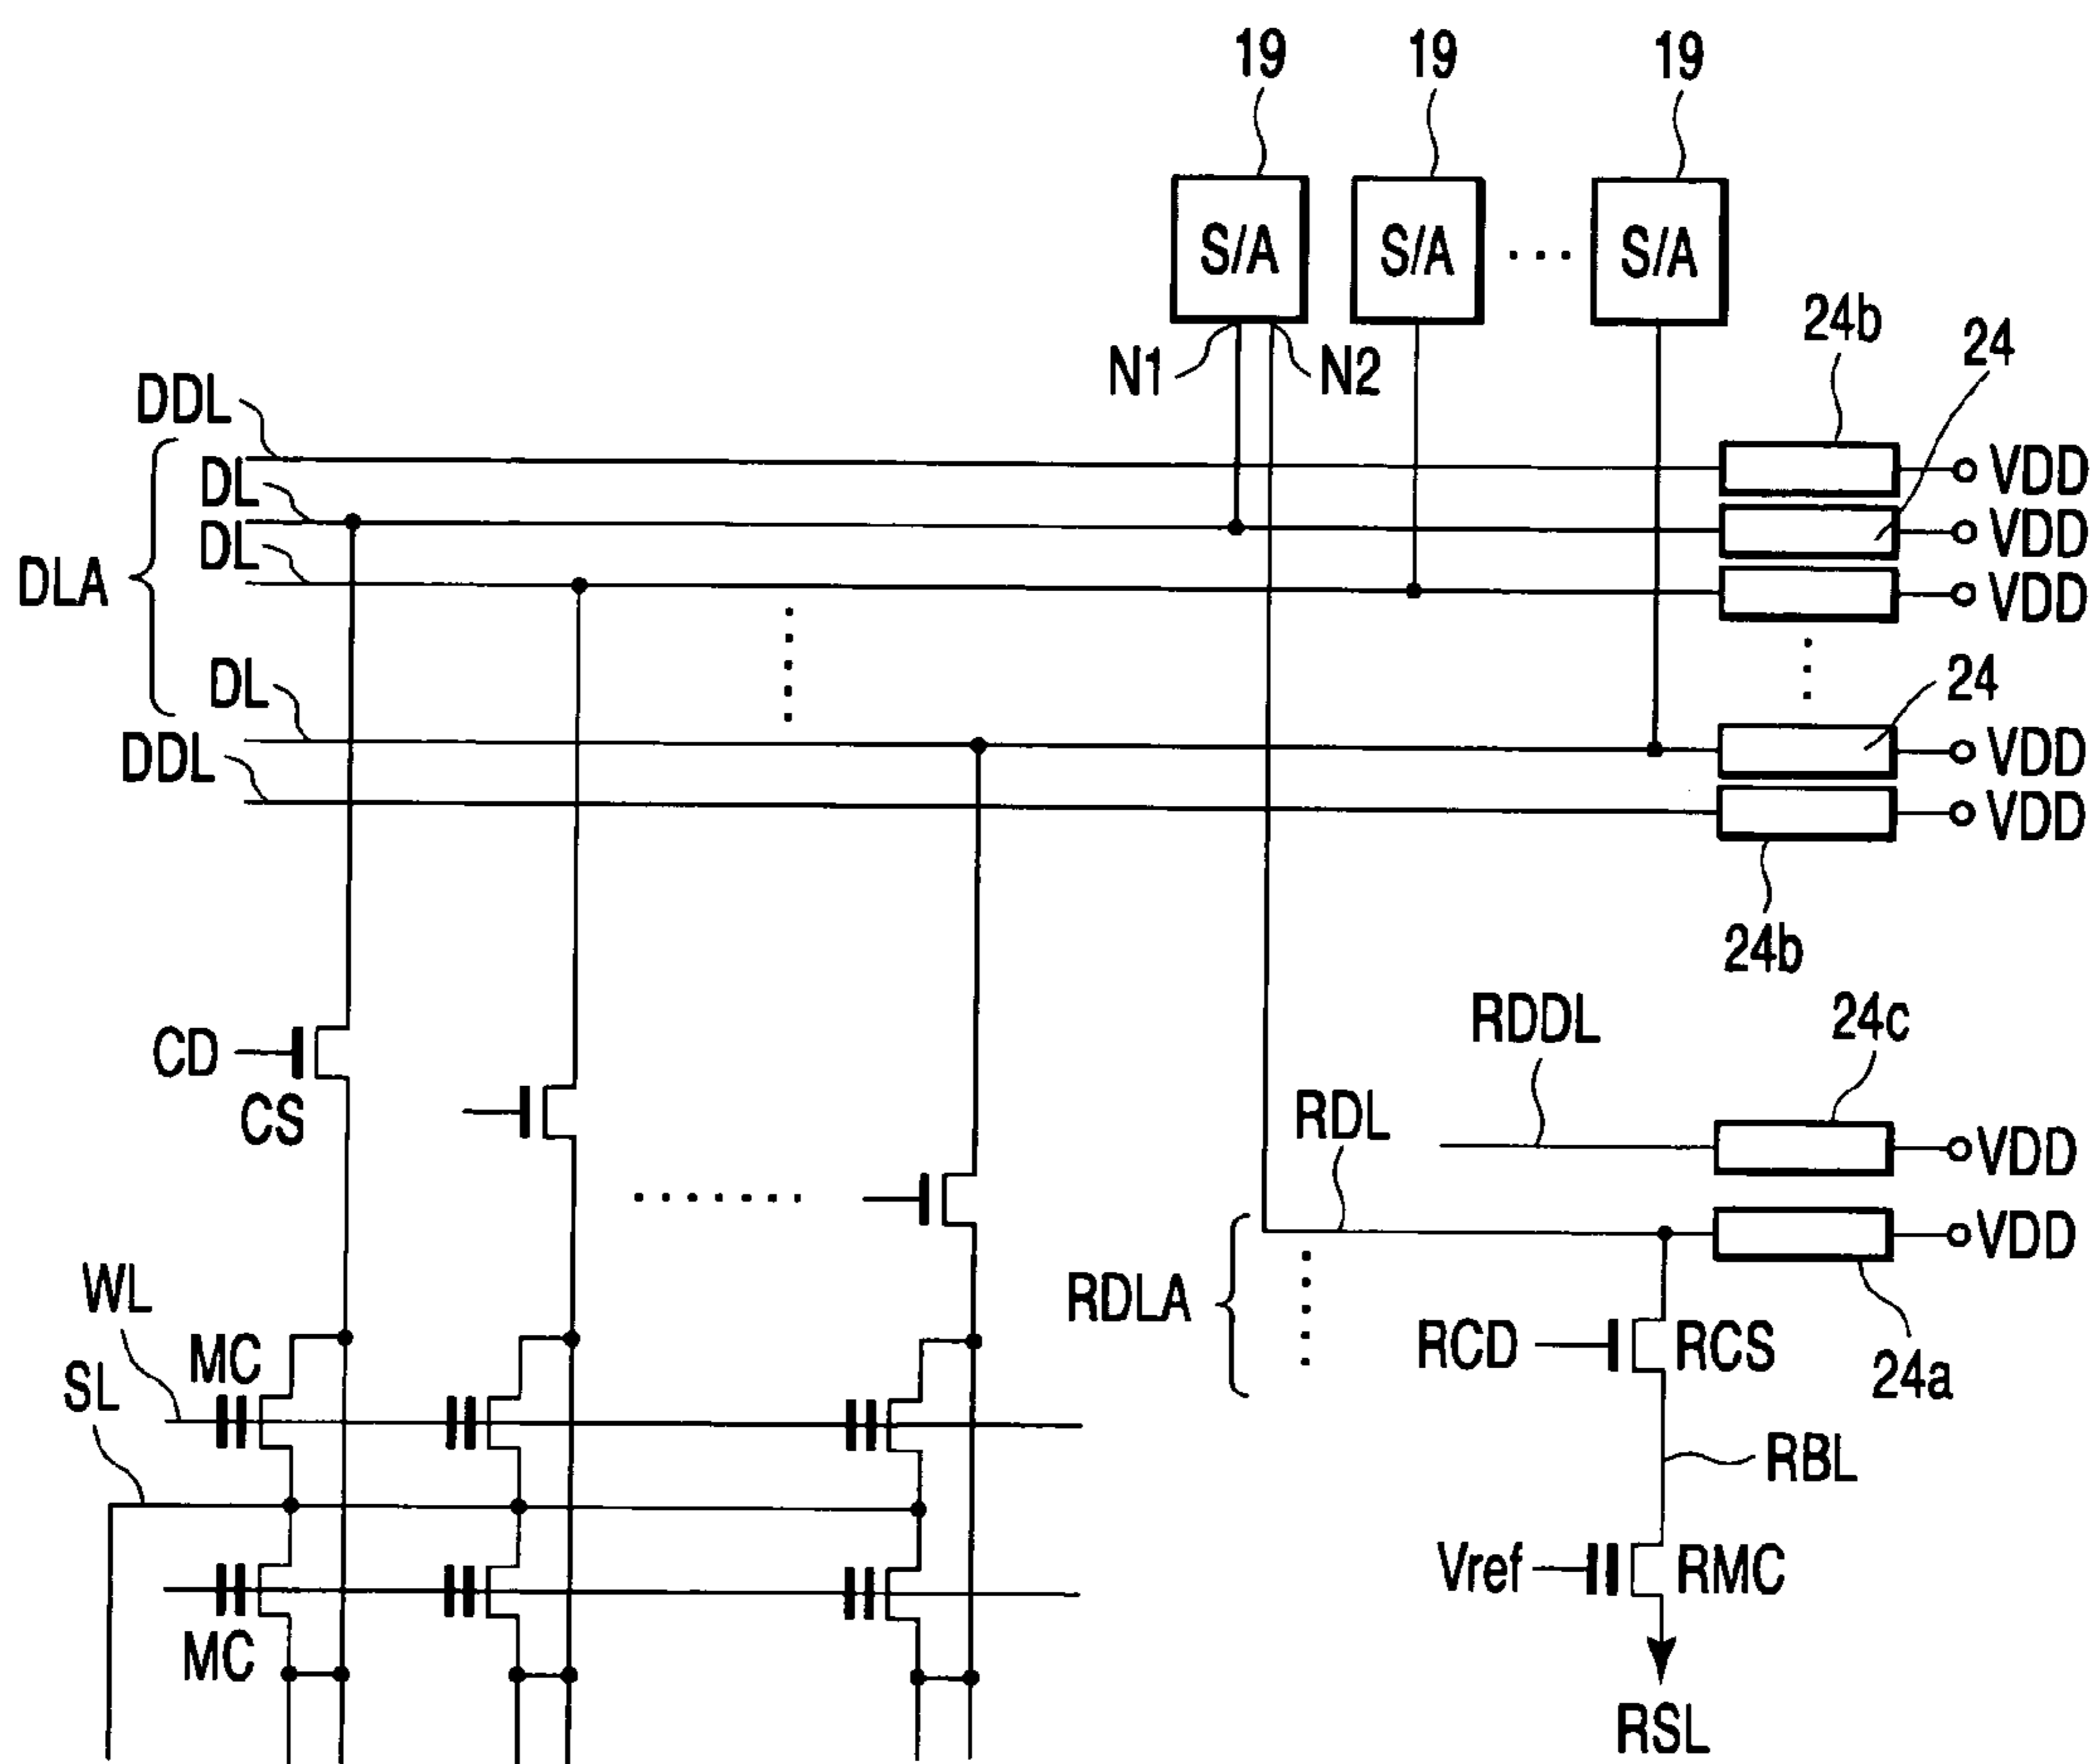 19 19 19
S/A S/A ... S/A
N1 N2
24b
24
DDL
DL
DL
DLA
DL
DDL
VDD
VDD
VDD
24
VDD
VDD
24b
CD
CS
RDDL
24c
RDL
VDD
VDD
RDLA
RCD
RCS
24a
WL
MC
SL
RBL
Vref
RMC
MC
RSL